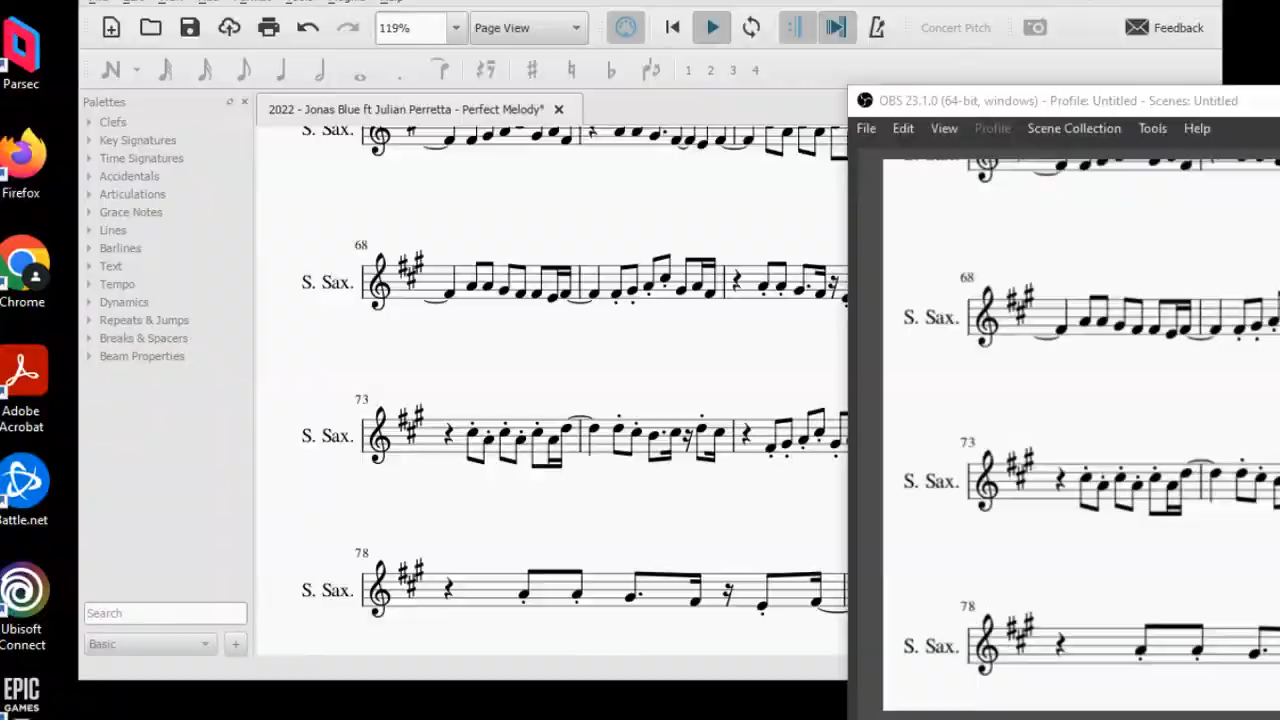 Parsec
Firefox
Chrome
Adobe
Acrobat
Battle.net
Ubisoft
Connect
EPIC
GAMES
119%
Page View
Concert Pitch
Feedback
1 2 3 4
Palettes
Clefs
Key Signatures
Time Signatures
Accidentals
Articulations
Grace Notes
Lines
Barlines
Text
Tempo
Dynamics
Repeats & Jumps
Breaks & Spacers
Beam Properties
Search
Basic
+
2022 - Jonas Blue ft Julian Perretta - Perfect Melody*
S. Sax.
68
S. Sax.
73
S. Sax.
78
S. Sax.
OBS 23.1.0 (64-bit, windows) - Profile: Untitled - Scenes: Untitled
File Edit View Profile Scene Collection Tools Help
68
S. Sax.
73
S. Sax.
78
S. Sax.